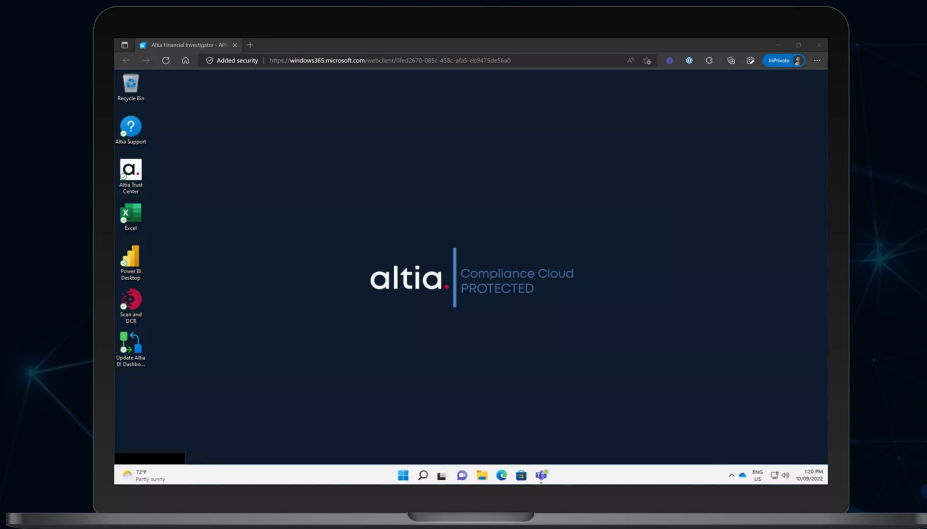 Altia Financial Investigator - Alti
Added security
https://windows365.microsoft.com/webclient/0fed2670-085c-458c-afa5-eb9475de56a0
InPrivate
Recycle Bin
Altia Support
a.
Altia Trust
Center
Excel
Power BI
Desktop
Scan and
OCR
Update Altia
DI Dashbo...
altia.
Compliance Cloud
PROTECTED
72°F
Partly sunny
ENG
US
1:20 PM
10/09/2022